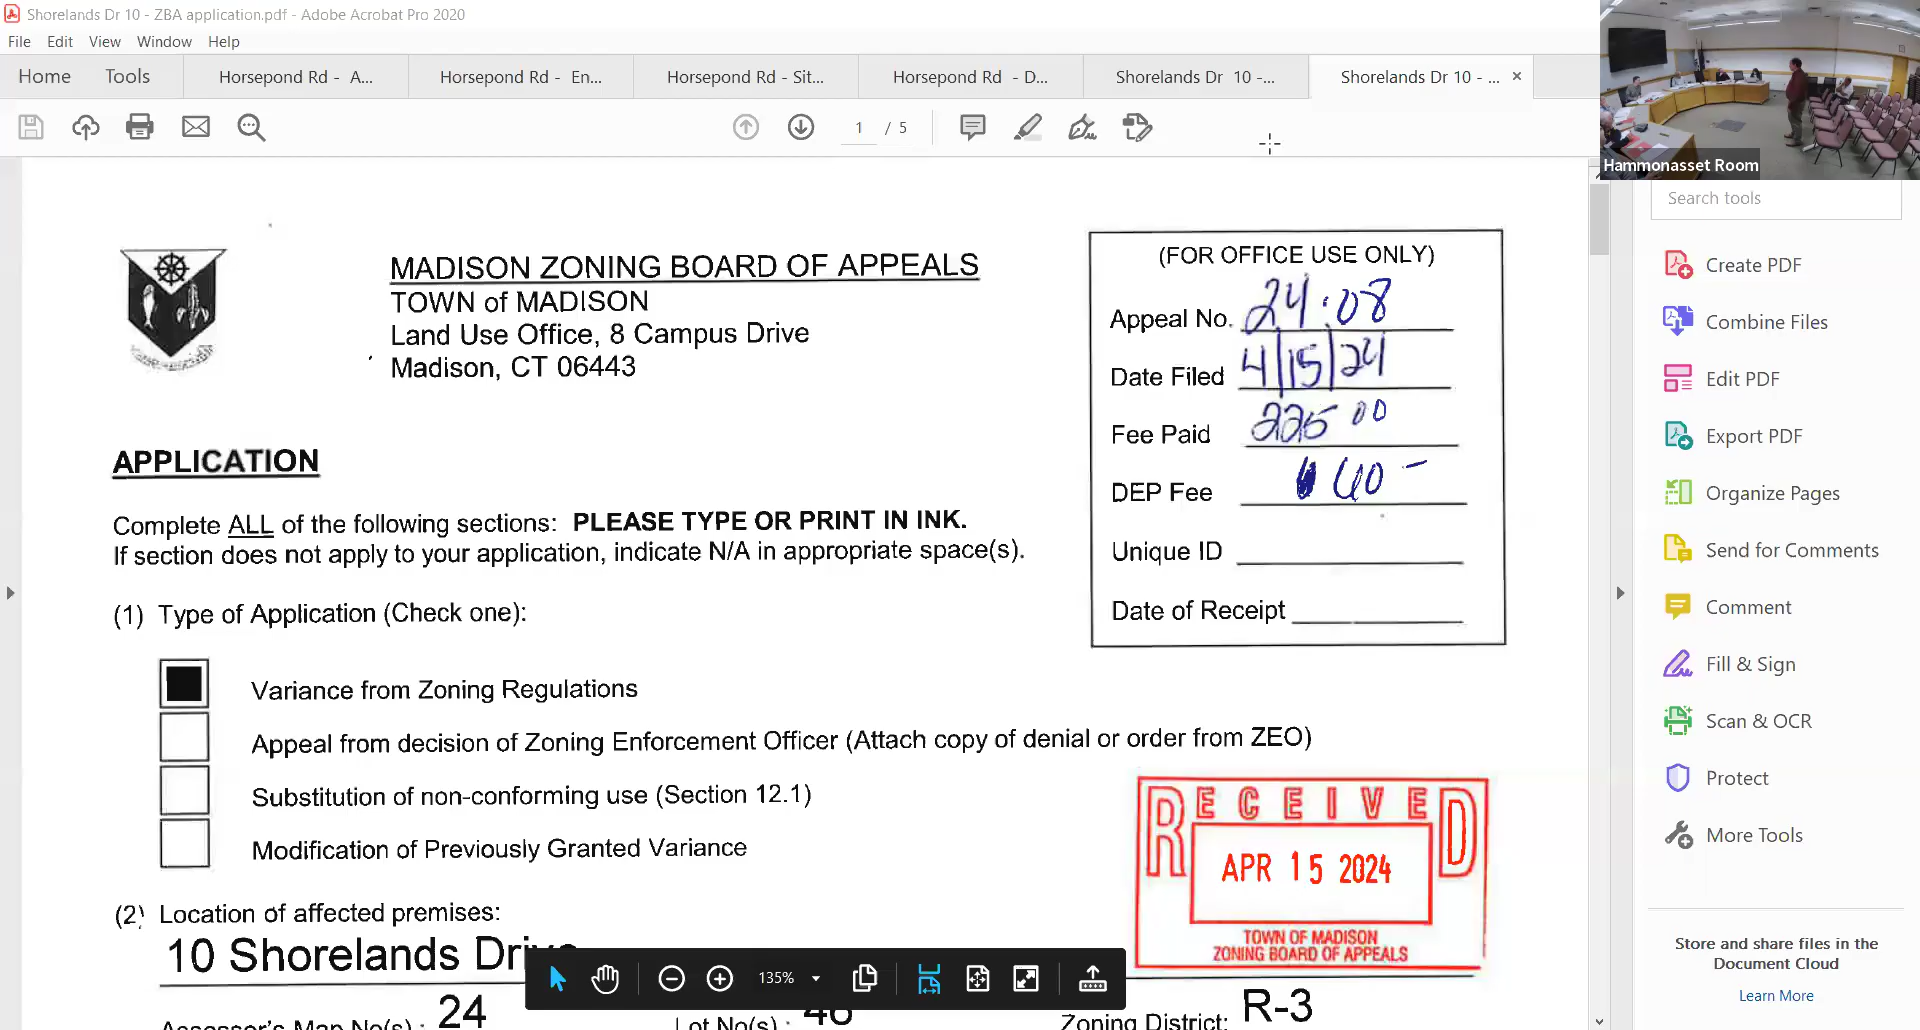 Shorelands Dr 10 - ZBA application.pdf - Adobe Acrobat Pro 2020
File Edit View Window Help
Home Tools Horsepond Rd - A... Horsepond Rd - En... Horsepond Rd - Sit... Horsepond Rd - D... Shorelands Dr 10 -... Shorelands Dr 10 - ...
1 / 5
Hammonasset Room
MADISON ZONING BOARD OF APPEALS
TOWN of MADISON
Land Use Office, 8 Campus Drive
Madison, CT 06443
(FOR OFFICE USE ONLY)
Appeal No. 24-08
Date Filed 4|15|24
Fee Paid 225 00
DEP Fee 60 -
Unique ID
Date of Receipt
APPLICATION
Complete ALL of the following sections: PLEASE TYPE OR PRINT IN INK.
If section does not apply to your application, indicate N/A in appropriate space(s).
(1) Type of Application (Check one):
Variance from Zoning Regulations
Appeal from decision of Zoning Enforcement Officer (Attach copy of denial or order from ZEO)
Substitution of non-conforming use (Section 12.1)
Modification of Previously Granted Variance
RECEIVED
APR 15 2024
TOWN OF MADISON
ZONING BOARD OF APPEALS
(2) Location of affected premises:
10 Shorelands Drive
Assessor's Map No(s).: 24 Lot No(s).: 46 Zoning District: R-3
135%
Search tools
Create PDF
Combine Files
Edit PDF
Export PDF
Organize Pages
Send for Comments
Comment
Fill & Sign
Scan & OCR
Protect
More Tools
Store and share files in the
Document Cloud
Learn More